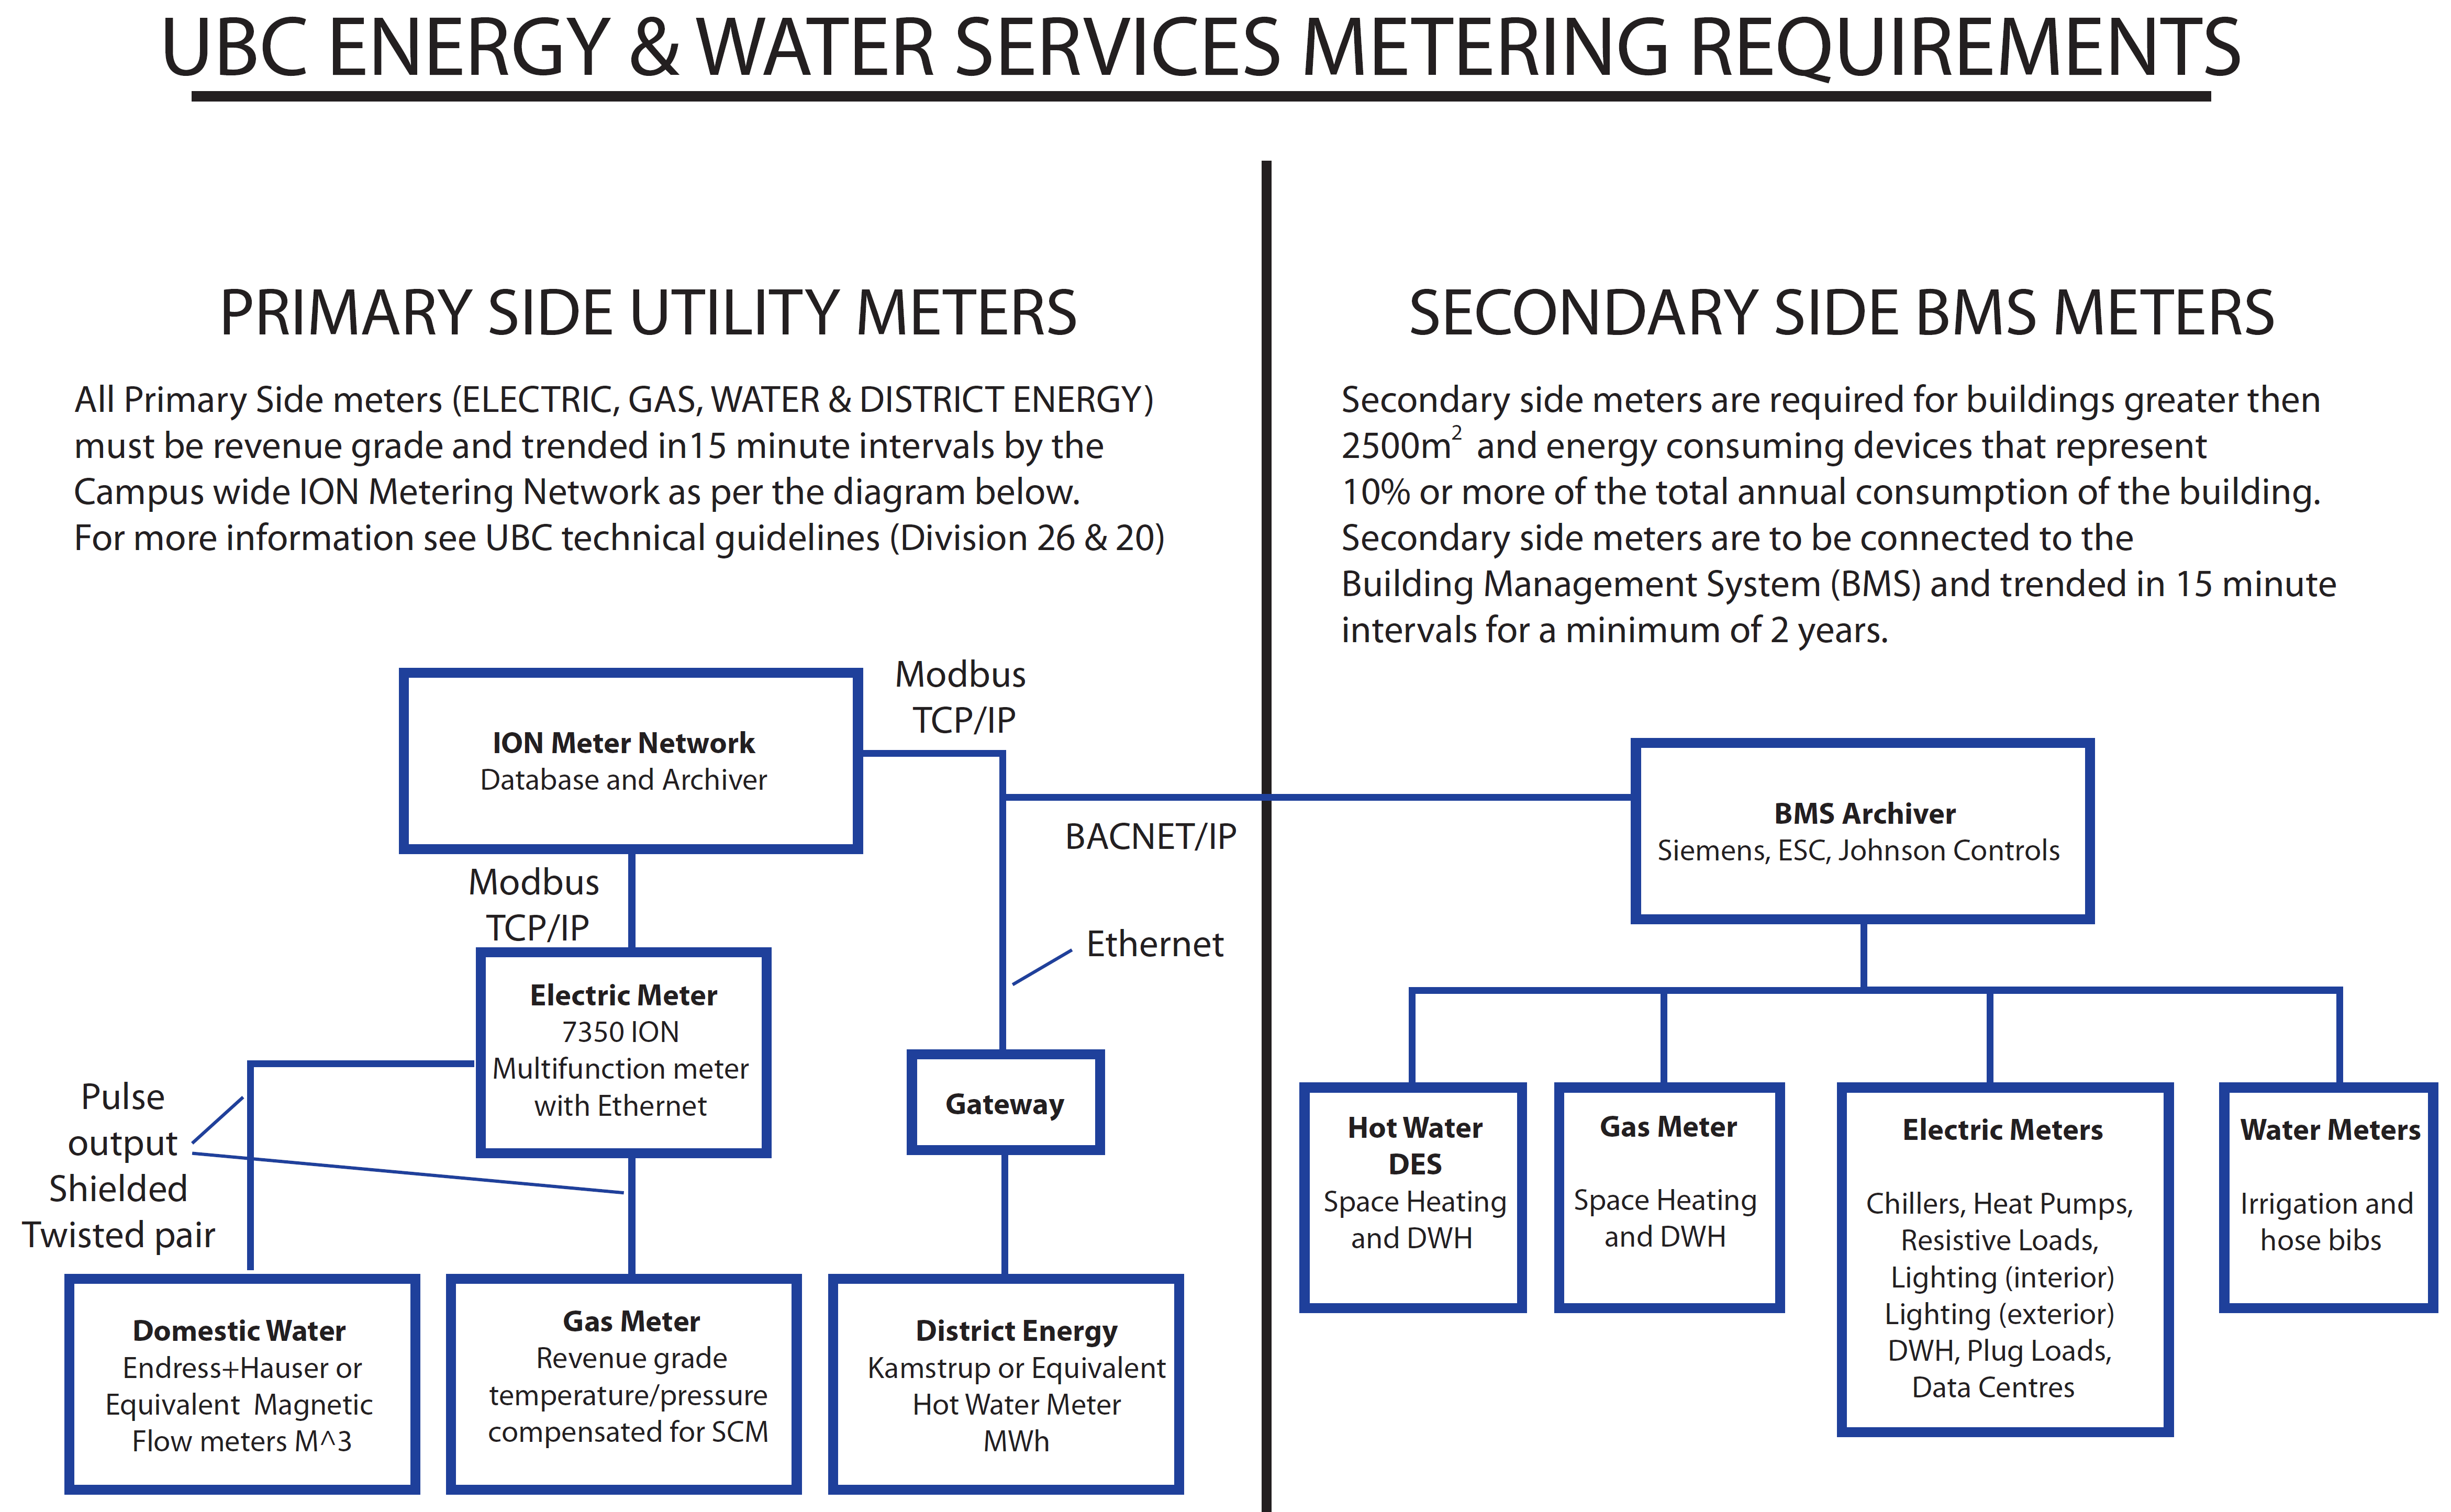 UBC ENERGY & WATER SERVICES METERING REQUIREMENTS
PRIMARY SIDE UTILITY METERS
All Primary Side meters (ELECTRIC, GAS, WATER & DISTRICT ENERGY)
must be revenue grade and trended in15 minute intervals by the
Campus wide ION Metering Network as per the diagram below.
For more information see UBC technical guidelines (Division 26 & 20)
Modbus
TCP/IP
ION Meter Network
Database and Archiver
BACNET/IP
Modbus
TCP/IP
Ethernet
Electric Meter
7350 ION
Multifunction meter
with Ethernet
Gateway
Pulse
output
Shielded
Twisted pair
Domestic Water
Endress+Hauser or
Equivalent Magnetic
Flow meters M^3
Gas Meter
Revenue grade
temperature/pressure
compensated for SCM
District Energy
Kamstrup or Equivalent
Hot Water Meter
MWh
SECONDARY SIDE BMS METERS
Secondary side meters are required for buildings greater then
2500m² and energy consuming devices that represent
10% or more of the total annual consumption of the building.
Secondary side meters are to be connected to the
Building Management System (BMS) and trended in 15 minute
intervals for a minimum of 2 years.
BMS Archiver
Siemens, ESC, Johnson Controls
Hot Water
DES
Space Heating
and DWH
Gas Meter
Space Heating
and DWH
Electric Meters
Chillers, Heat Pumps,
Resistive Loads,
Lighting (interior)
Lighting (exterior)
DWH, Plug Loads,
Data Centres
Water Meters
Irrigation and
hose bibs